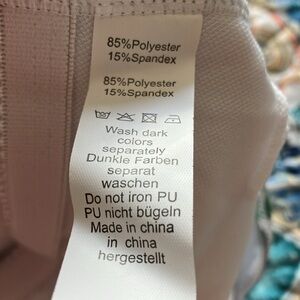 85%Polyester
15%Spandex
85%Polyester
15%Spandex
Wash dark
colors
separately
Dunkle Farben
separat
waschen
Do not iron PU
PU nicht bügeln
Made in china
in china
hergestellt